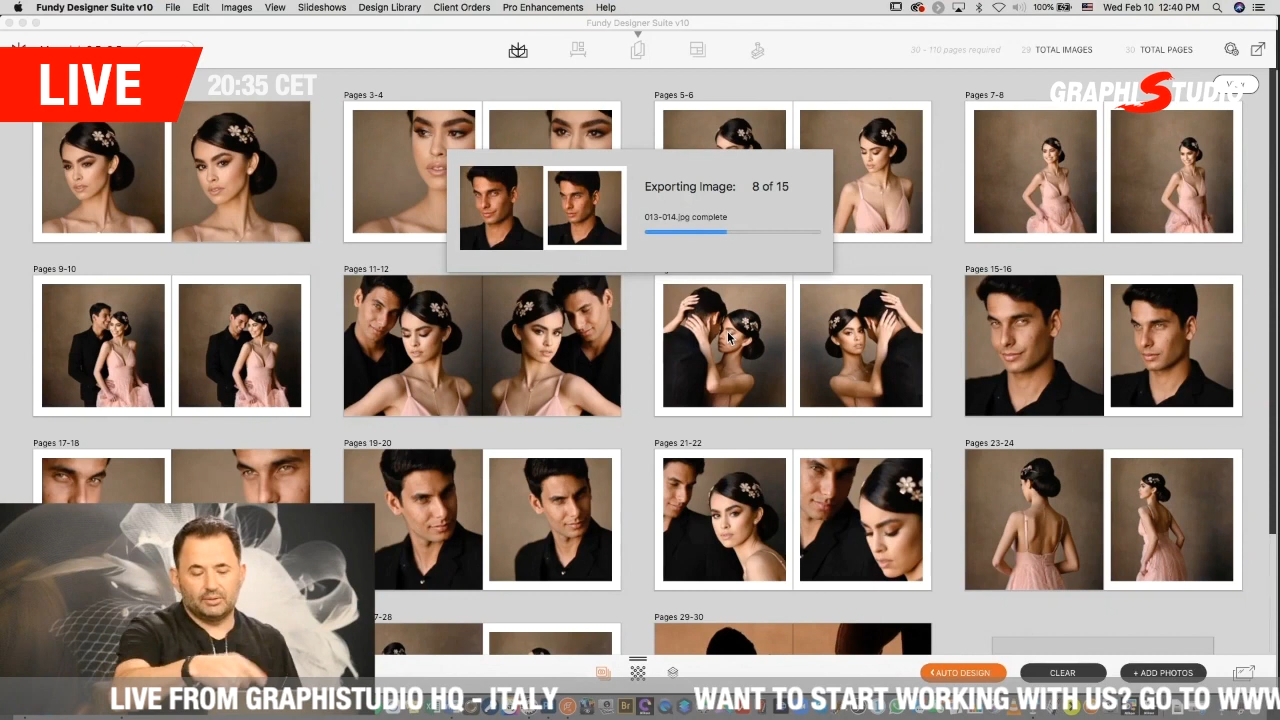 Fundy Designer Suite v10 File Edit Images View Slideshows Design Library Client Orders Pro Enhancements Help 100% Wed Feb 10 12:40 PM
Fundy Designer Suite v10
30 - 110 pages required 29 TOTAL IMAGES 30 TOTAL PAGES
LIVE
20:35 CET
GRAPHISTUDIO
Pages 3-4
Pages 5-6
Pages 7-8
Exporting Image: 8 of 15
013-014.jpg complete
Pages 9-10
Pages 11-12
Pages 15-16
Pages 17-18
Pages 19-20
Pages 21-22
Pages 23-24
7-28
Pages 29-30
AUTO DESIGN
CLEAR
+ ADD PHOTOS
LIVE FROM GRAPHISTUDIO HQ - ITALY WANT TO START WORKING WITH US? GO TO WWW